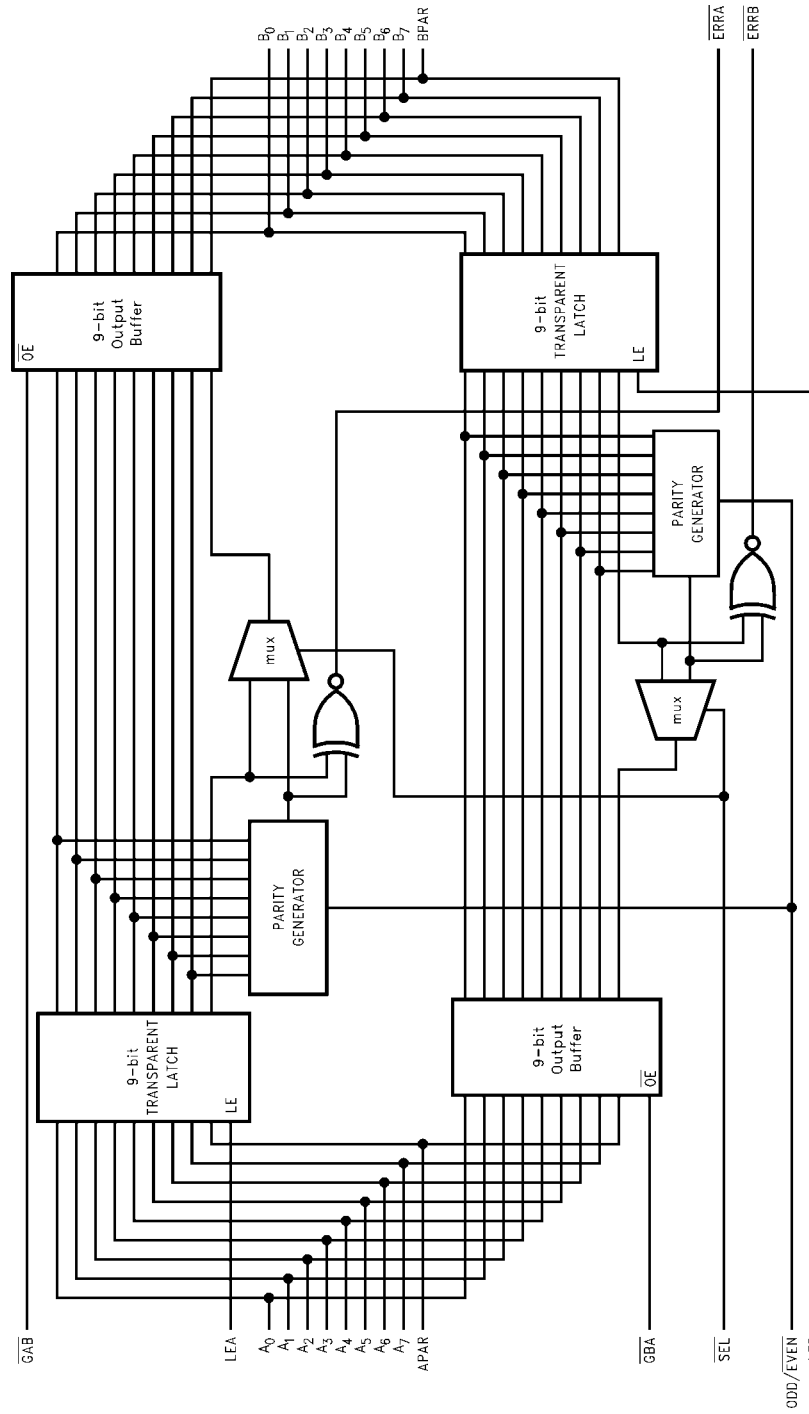 GAB
LEA
A0
A1
A2
A3
A4
A5
A6
A7
APAR
GBA
SEL
ODD/EVEN
9-bit
TRANSPARENT
LATCH
LE
PARITY
GENERATOR
mux
OE
9-bit
Output
Buffer
B0
B1
B2
B3
B4
B5
B6
B7
BPAR
ERRA
ERRB
9-bit
Output
Buffer
OE
mux
PARITY
GENERATOR
9-bit
TRANSPARENT
LATCH
LE